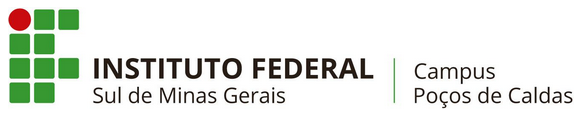 INSTITUTO FEDERAL
Sul de Minas Gerais
Campus
Poços de Caldas